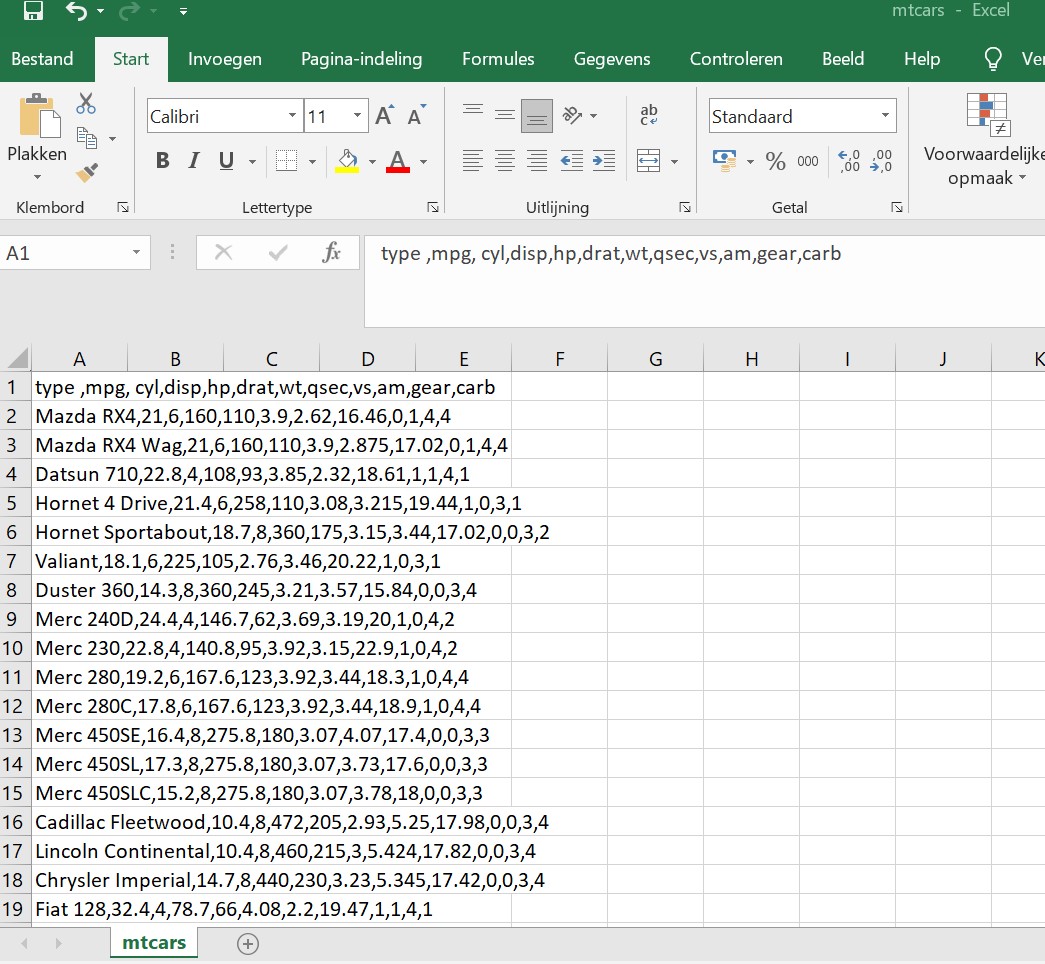 mtcars - Excel
Bestand Start Invoegen Pagina-indeling Formules Gegevens Controleren Beeld Help
Calibri 11 A A ab c Standaard
Plakken B I U A % 000 ,0 ,00 ,00 ,0 Voorwaardelijke
opmaak
Klembord Lettertype Uitlijning Getal
A1 fx type ,mpg, cyl,disp,hp,drat,wt,qsec,vs,am,gear,carb
A B C D E F G H I J K
1 type ,mpg, cyl,disp,hp,drat,wt,qsec,vs,am,gear,carb
2 Mazda RX4,21,6,160,110,3.9,2.62,16.46,0,1,4,4
3 Mazda RX4 Wag,21,6,160,110,3.9,2.875,17.02,0,1,4,4
4 Datsun 710,22.8,4,108,93,3.85,2.32,18.61,1,1,4,1
5 Hornet 4 Drive,21.4,6,258,110,3.08,3.215,19.44,1,0,3,1
6 Hornet Sportabout,18.7,8,360,175,3.15,3.44,17.02,0,0,3,2
7 Valiant,18.1,6,225,105,2.76,3.46,20.22,1,0,3,1
8 Duster 360,14.3,8,360,245,3.21,3.57,15.84,0,0,3,4
9 Merc 240D,24.4,4,146.7,62,3.69,3.19,20,1,0,4,2
10 Merc 230,22.8,4,140.8,95,3.92,3.15,22.9,1,0,4,2
11 Merc 280,19.2,6,167.6,123,3.92,3.44,18.3,1,0,4,4
12 Merc 280C,17.8,6,167.6,123,3.92,3.44,18.9,1,0,4,4
13 Merc 450SE,16.4,8,275.8,180,3.07,4.07,17.4,0,0,3,3
14 Merc 450SL,17.3,8,275.8,180,3.07,3.73,17.6,0,0,3,3
15 Merc 450SLC,15.2,8,275.8,180,3.07,3.78,18,0,0,3,3
16 Cadillac Fleetwood,10.4,8,472,205,2.93,5.25,17.98,0,0,3,4
17 Lincoln Continental,10.4,8,460,215,3,5.424,17.82,0,0,3,4
18 Chrysler Imperial,14.7,8,440,230,3.23,5.345,17.42,0,0,3,4
19 Fiat 128,32.4,4,78.7,66,4.08,2.2,19.47,1,1,4,1
mtcars